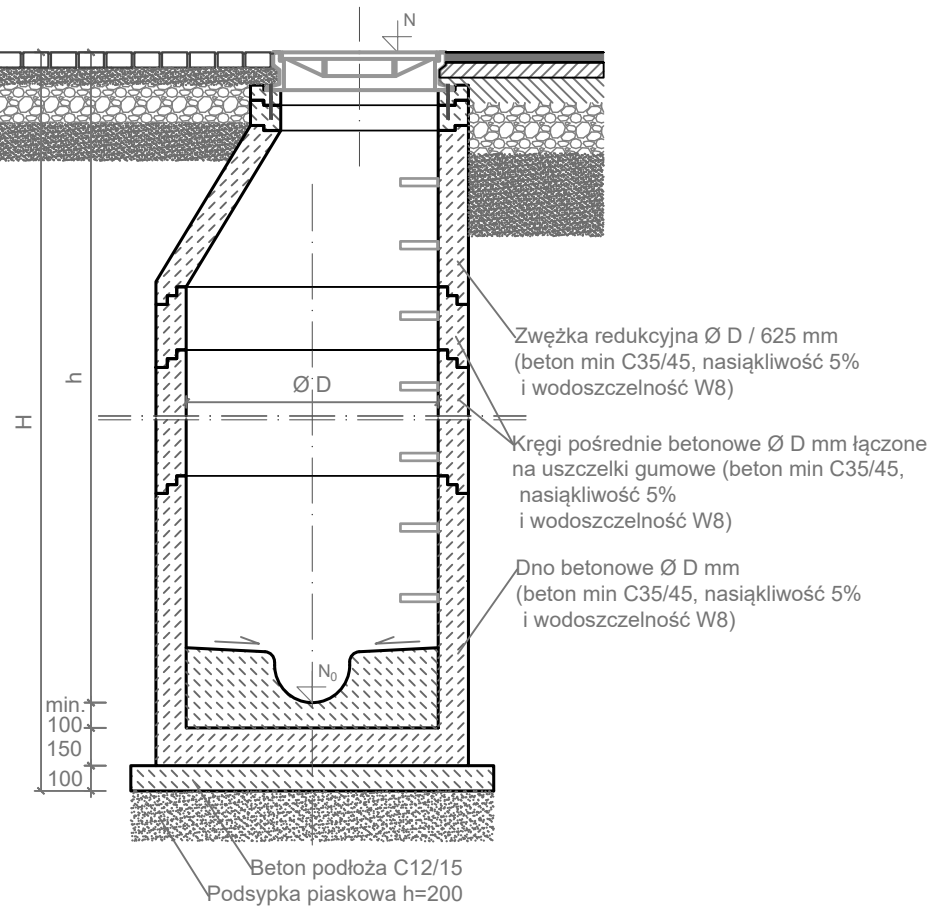 N
Zwężka redukcyjna Ø D / 625 mm
(beton min C35/45, nasiąkliwość 5%
i wodoszczelność W8)
h
H
Ø D
Kręgi pośrednie betonowe Ø D mm łączone
na uszczelki gumowe (beton min C35/45,
nasiąkliwość 5%
i wodoszczelność W8)
Dno betonowe Ø D mm
(beton min C35/45, nasiąkliwość 5%
i wodoszczelność W8)
N₀
min.
100
150
100
Beton podłoża C12/15
Podsypka piaskowa h=200